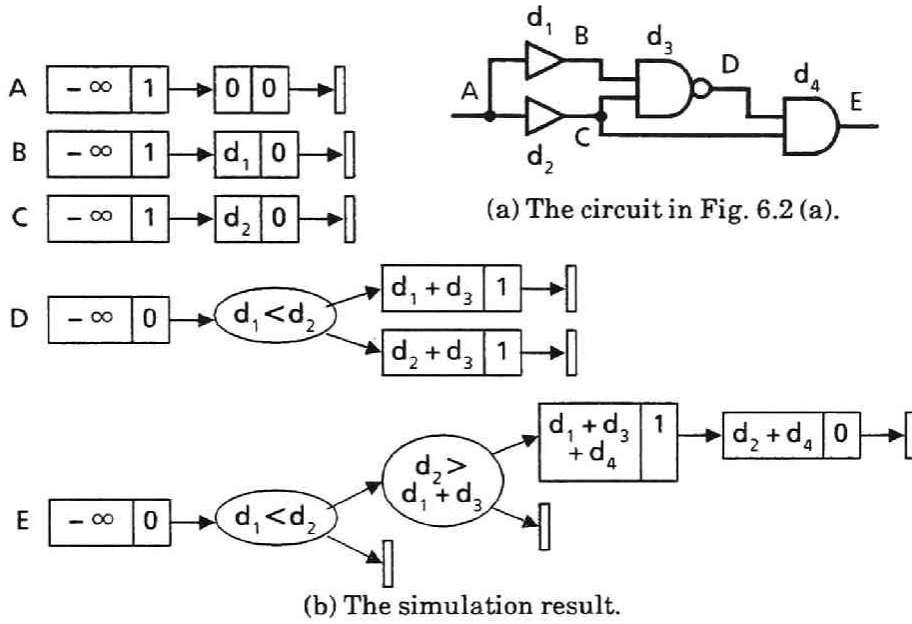 d₁ B d₃ D d₄ E
A
C
d₂
(a) The circuit in Fig. 6.2 (a).
A - ∞ 1 0 0
B - ∞ 1 d₁ 0
C - ∞ 1 d₂ 0
D - ∞ 0 d₁ < d₂
d₁ + d₃ 1
d₂ + d₃ 1
E - ∞ 0 d₁ < d₂
d₂ >
d₁ + d₃
d₁ + d₃ 1
+ d₄
d₂ + d₄ 0
(b) The simulation result.